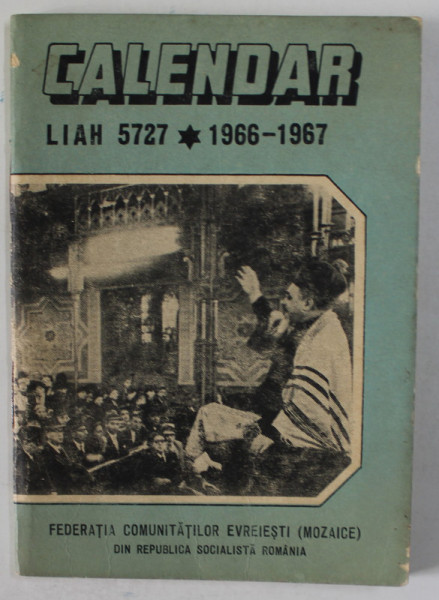 CALENDAR
LIAH 5727 ✶ 1966-1967
FEDERAȚIA COMUNITĂȚILOR EVREIEȘTI (MOZAICE)
DIN REPUBLICA SOCIALISTĂ ROMÂNIA